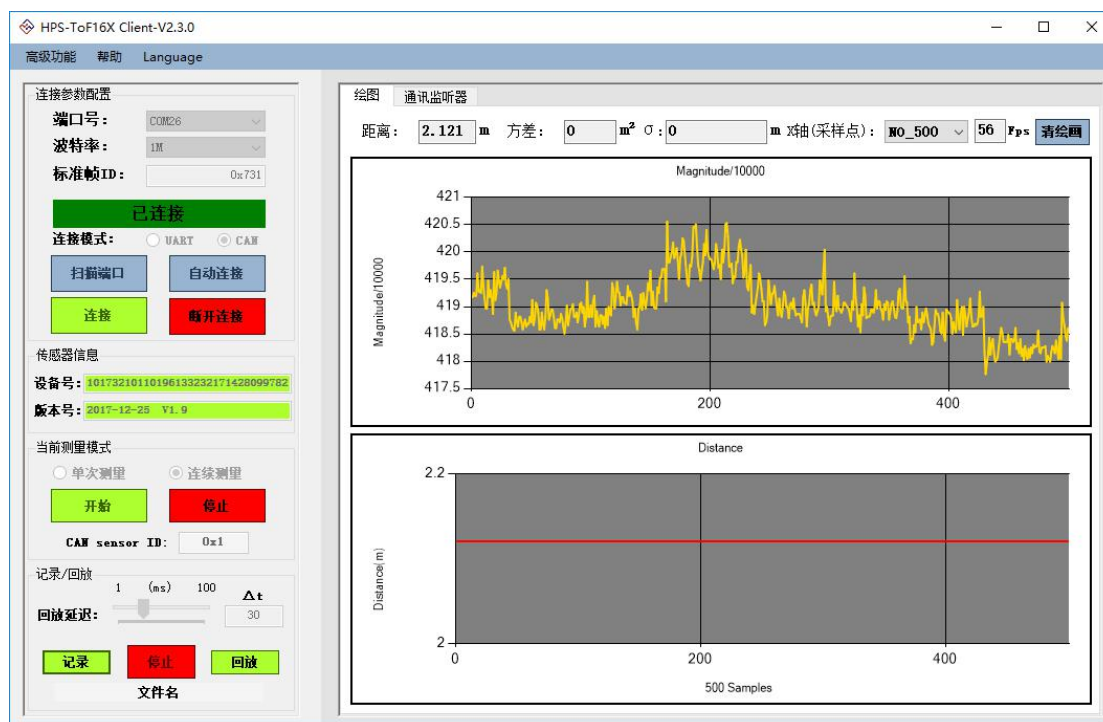 HPS-ToF16X Client-V2.3.0
高级功能 帮助 Language
连接参数配置
端口号: COM26
波特率: 1M
标准帧ID: 0x731
已连接
连接模式: UART CAN
扫描端口 自动连接
连接 断开连接
传感器信息
设备号: 10173210110196133232171428099782
版本号: 2017-12-25 V1.9
当前测量模式
单次测量 连续测量
开始 停止
CAN sensor ID: 0x1
记录/回放
1 (ms) 100 Δt
回放延迟: 30
记录 停止 回放
文件名
绘图 通讯监听器
距离: 2.121 m 方差: 0 m² σ: 0 m X轴(采样点): NO_500 56 Fps 清绘画
Magnitude/10000
Magnitude/10000
421
420.5
420
419.5
419
418.5
418
417.5
0 200 400
Distance
Distance(m)
2.2
2
0 200 400
500 Samples